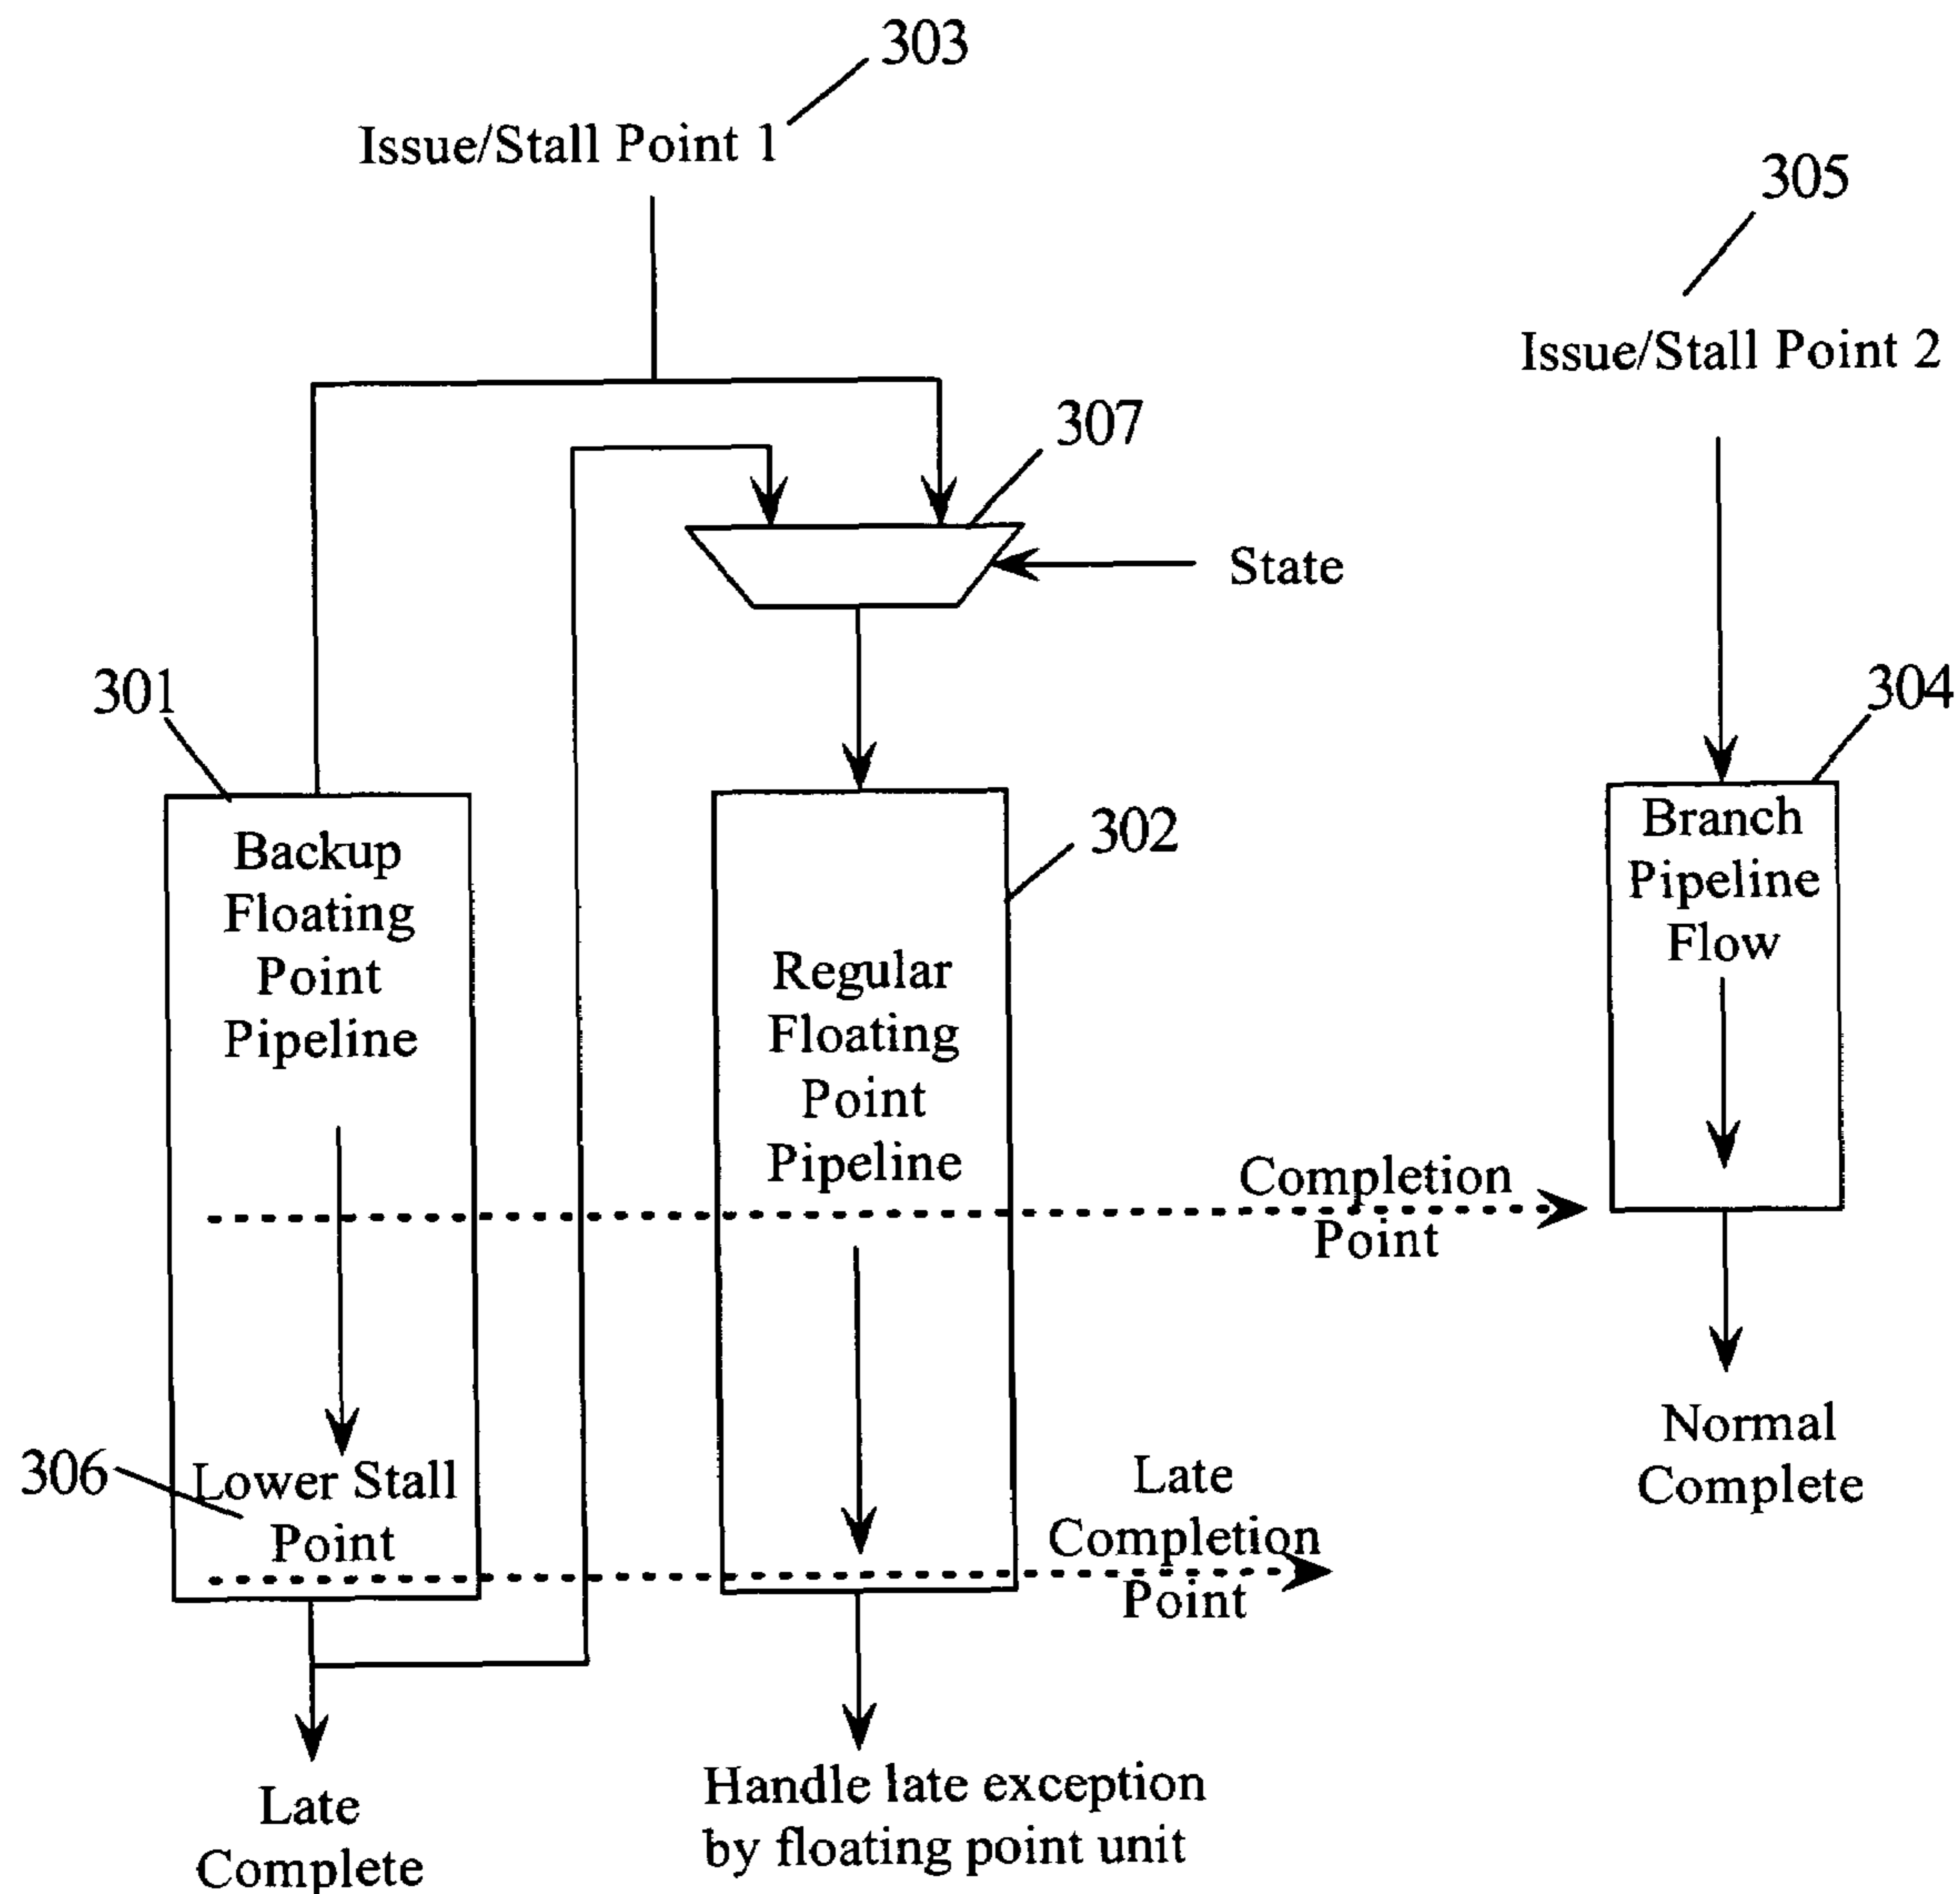 303
Issue/Stall Point 1
305
Issue/Stall Point 2
307
State
301
304
Backup
Floating
Point
Pipeline
302
Regular
Floating
Point
Pipeline
Branch
Pipeline
Flow
Completion
Point
306
Lower Stall
Point
Late
Completion
Point
Normal
Complete
Late
Complete
Handle late exception
by floating point unit